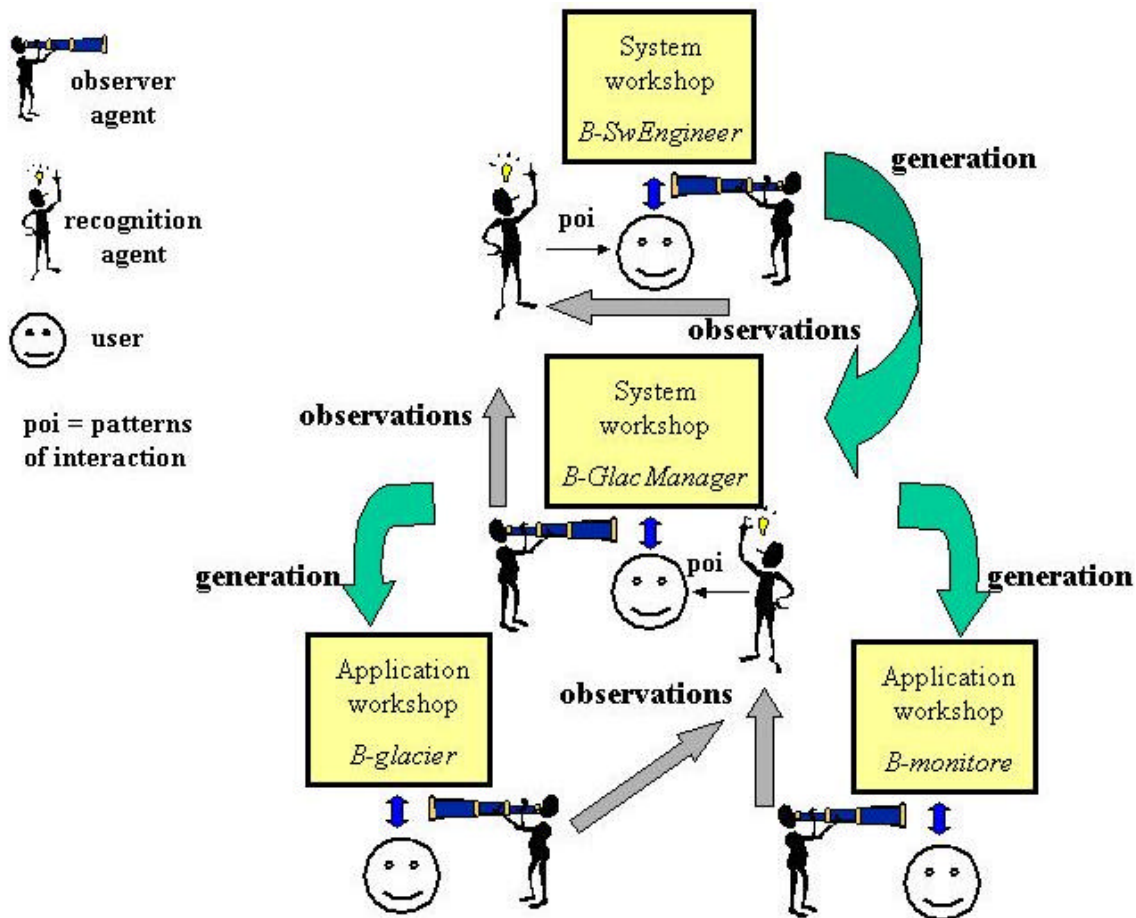 observer
agent
recognition
agent
user
poi = patterns
of interaction
System
workshop
B-SwEngineer
generation
poi
observations
System
workshop
B-Glac Manager
observations
poi
generation
generation
Application
workshop
B-glacier
observations
Application
workshop
B-monitore